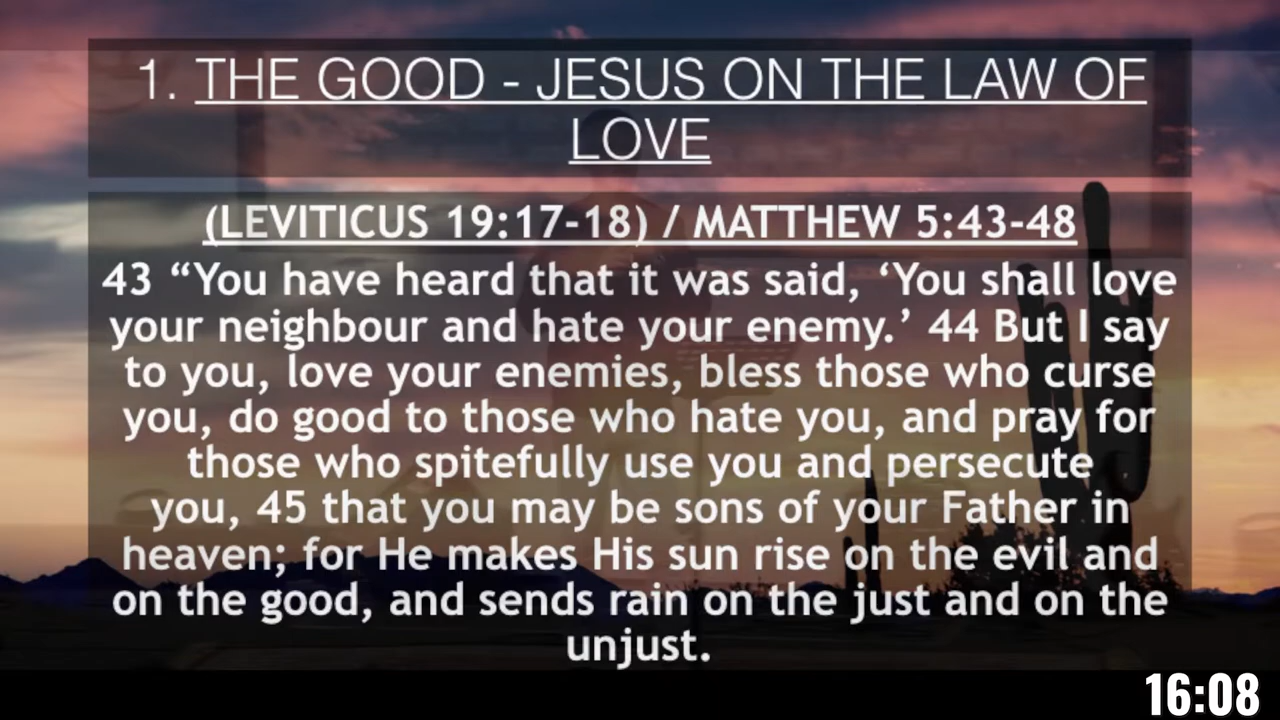 1. THE GOOD - JESUS ON THE LAW OF
LOVE
(LEVITICUS 19:17-18) / MATTHEW 5:43-48
43 “You have heard that it was said, ‘You shall love
your neighbour and hate your enemy.’ 44 But I say
to you, love your enemies, bless those who curse
you, do good to those who hate you, and pray for
those who spitefully use you and persecute
you, 45 that you may be sons of your Father in
heaven; for He makes His sun rise on the evil and
on the good, and sends rain on the just and on the
unjust.
16:08